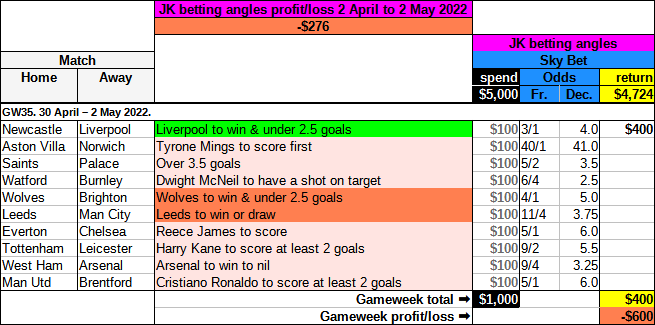 JK betting angles profit/loss 2 April to 2 May 2022
-$276
JK betting angles
Match Sky Bet
Home Away spend Odds return
$5,000 Fr. Dec. $4,724
GW35. 30 April – 2 May 2022.
Newcastle Liverpool Liverpool to win & under 2.5 goals $100 3/1 4.0 $400
Aston Villa Norwich Tyrone Mings to score first $100 40/1 41.0
Saints Palace Over 3.5 goals $100 5/2 3.5
Watford Burnley Dwight McNeil to have a shot on target $100 6/4 2.5
Wolves Brighton Wolves to win & under 2.5 goals $100 4/1 5.0
Leeds Man City Leeds to win or draw $100 11/4 3.75
Everton Chelsea Reece James to score $100 5/1 6.0
Tottenham Leicester Harry Kane to score at least 2 goals $100 9/2 5.5
West Ham Arsenal Arsenal to win to nil $100 9/4 3.25
Man Utd Brentford Cristiano Ronaldo to score at least 2 goals $100 5/1 6.0
Gameweek total ➡ $1,000 $400
Gameweek profit/loss ➡ -$600